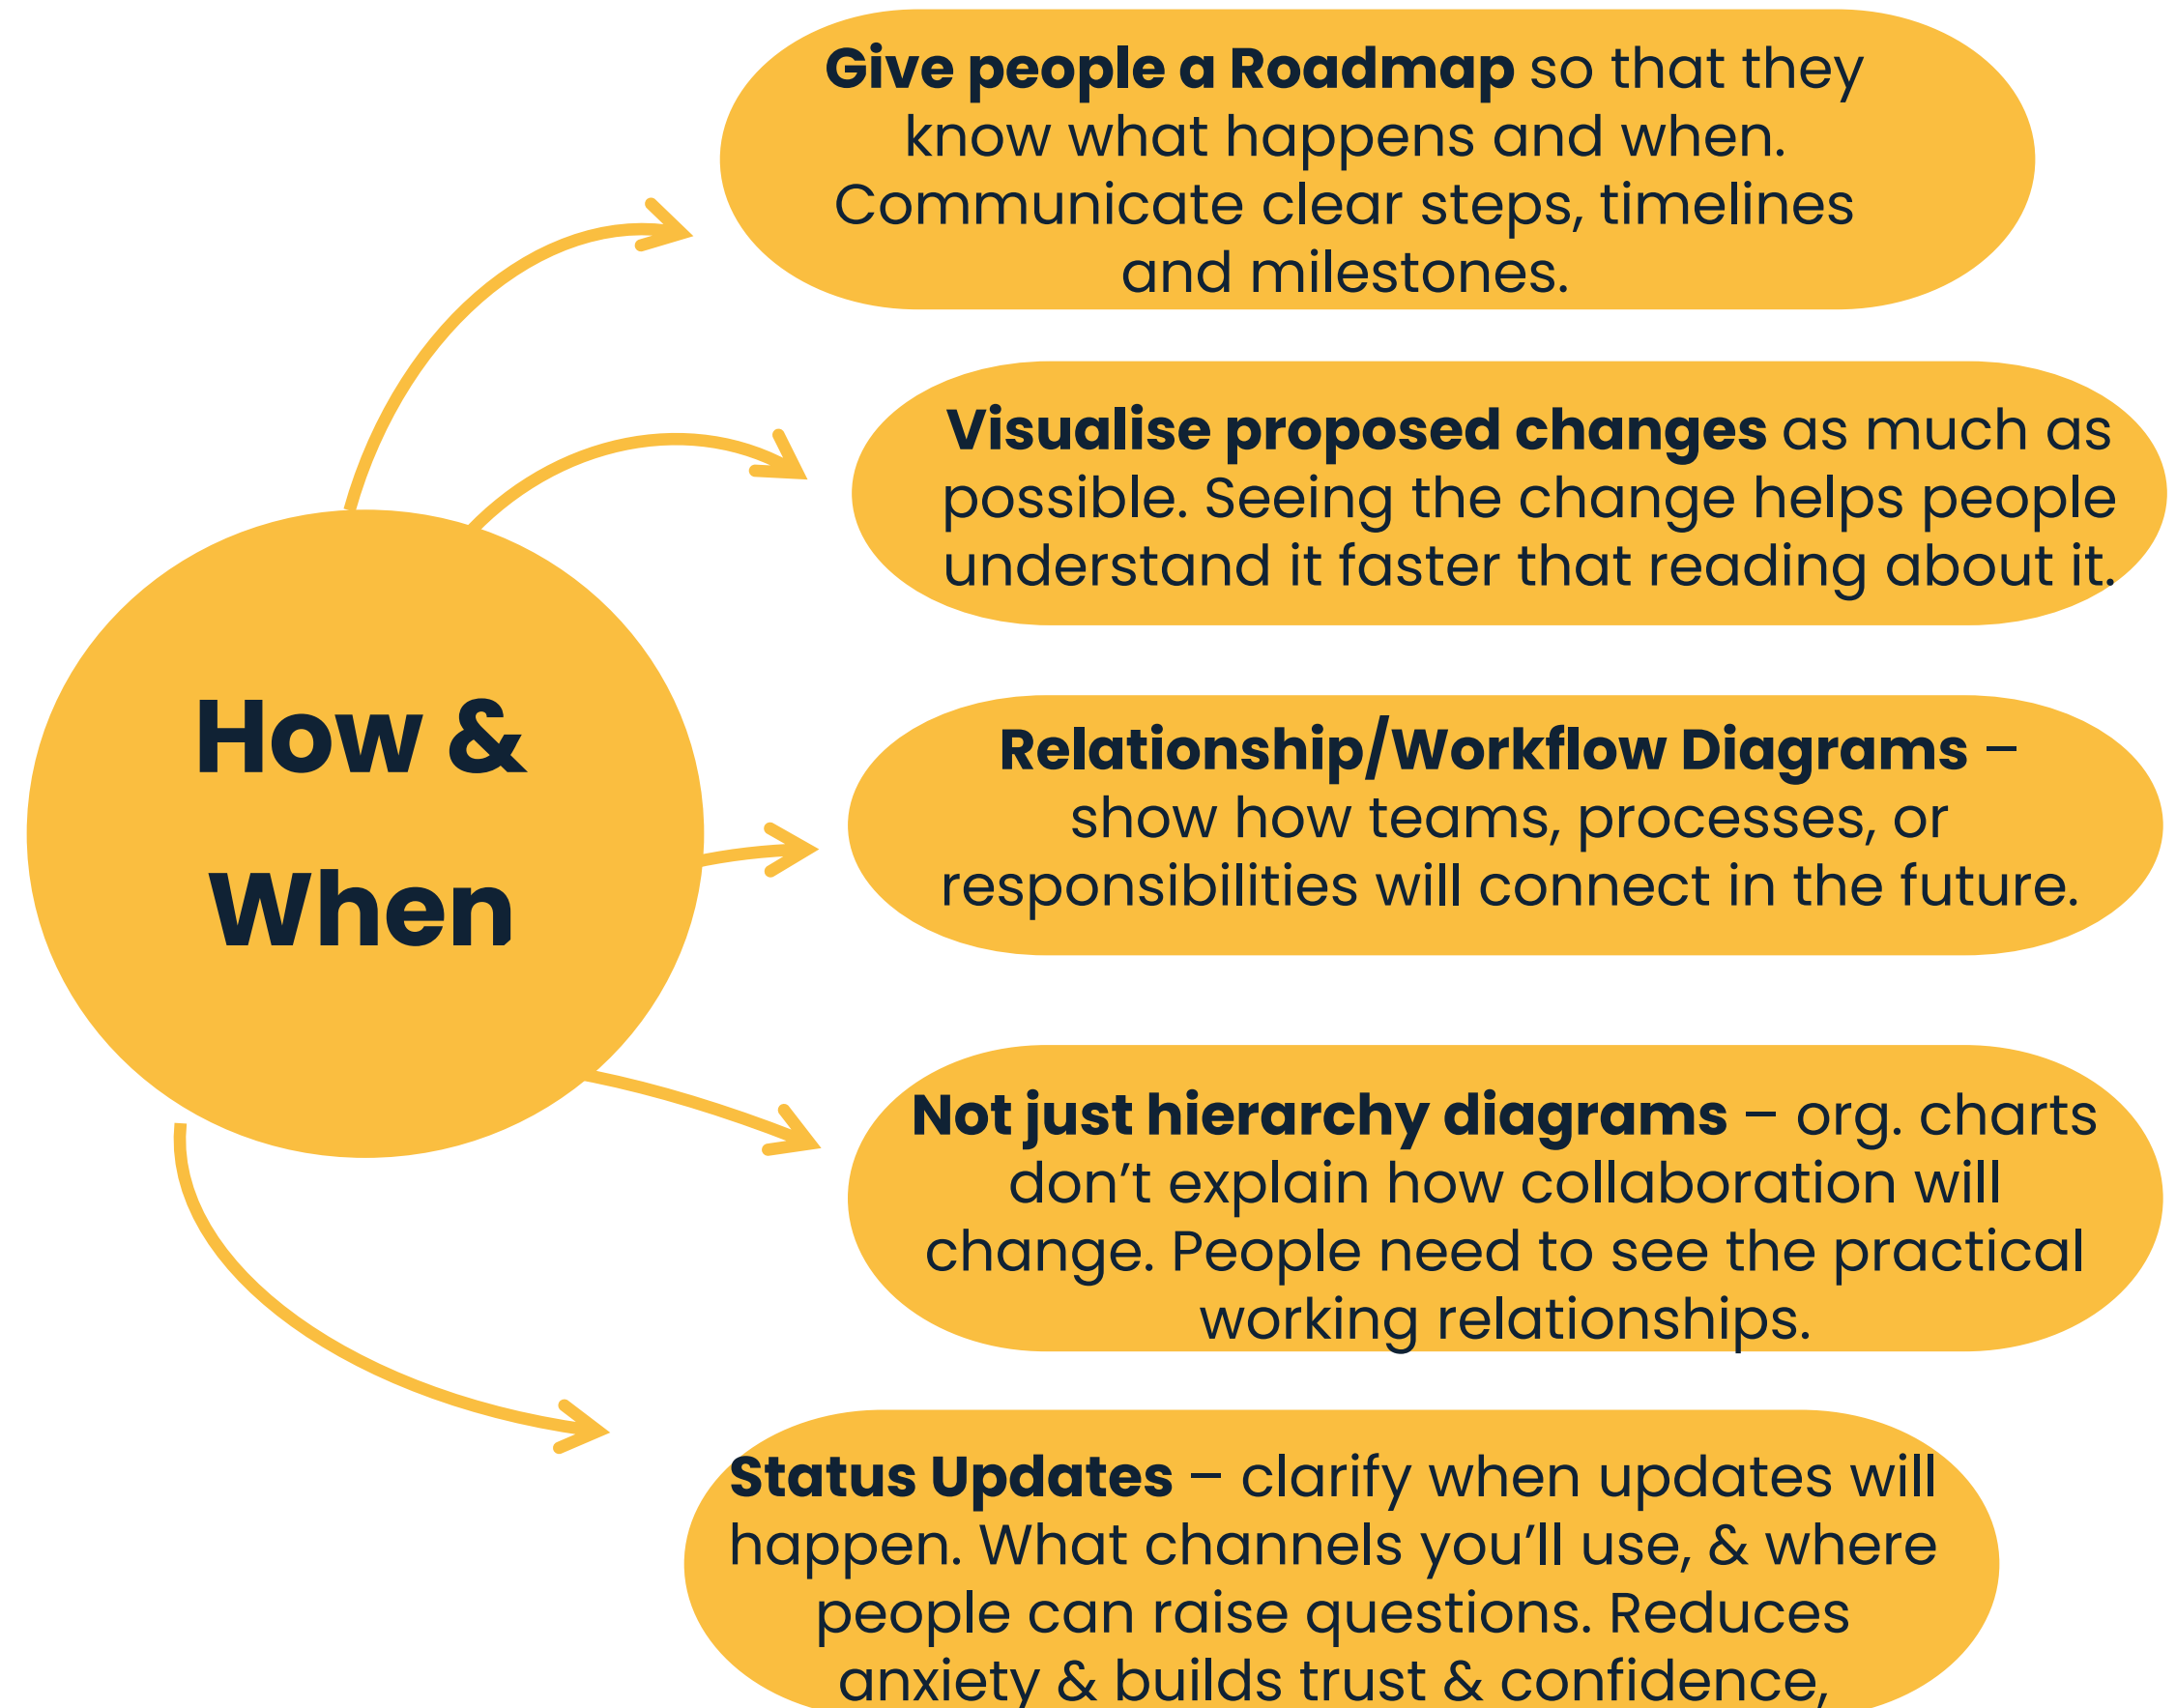 Give people a Roadmap so that they
know what happens and when.
Communicate clear steps, timelines
and milestones.
Visualise proposed changes as much as
possible. Seeing the change helps people
understand it faster that reading about it.
How &
When
Relationship/Workflow Diagrams –
show how teams, processes, or
responsibilities will connect in the future.
Not just hierarchy diagrams – org. charts
don’t explain how collaboration will
change. People need to see the practical
working relationships.
Status Updates – clarify when updates will
happen. What channels you’ll use, & where
people can raise questions. Reduces
anxiety & builds trust & confidence,